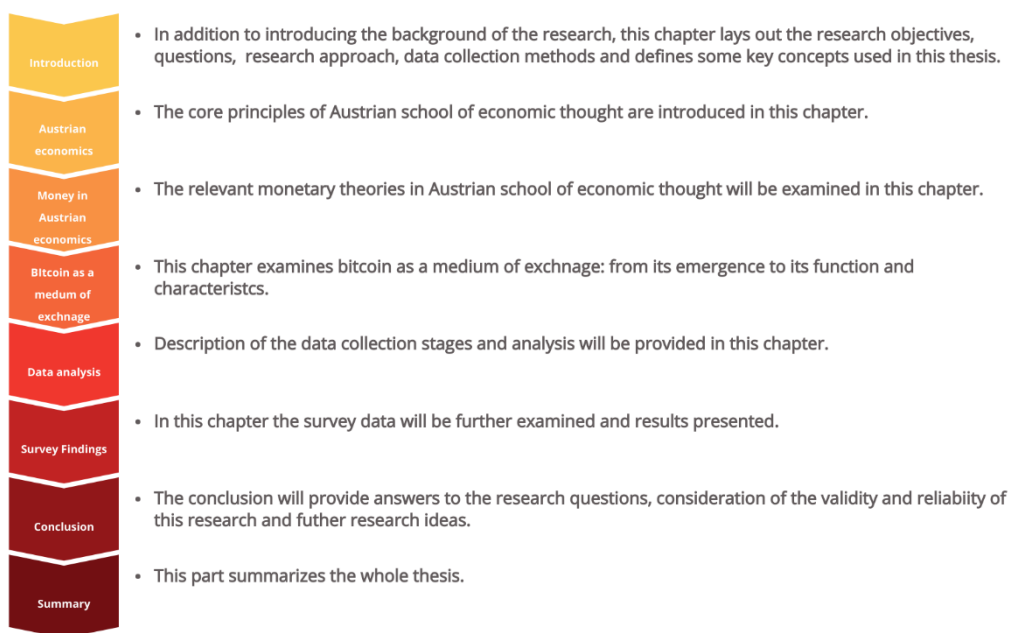 Introduction
In addition to introducing the background of the research, this chapter lays out the research objectives,
questions, research approach, data collection methods and defines some key concepts used in this thesis.
Austrian
economics
The core principles of Austrian school of economic thought are introduced in this chapter.
Money in
Austrian
economics
The relevant monetary theories in Austrian school of economic thought will be examined in this chapter.
BItcoin as a
medum of
exchnage
This chapter examines bitcoin as a medium of exchnage: from its emergence to its function and
characteristcs.
Data analysis
Description of the data collection stages and analysis will be provided in this chapter.
Survey Findings
In this chapter the survey data will be further examined and results presented.
Conclusion
The conclusion will provide answers to the research questions, consideration of the validity and reliabiity of
this research and futher research ideas.
Summary
This part summarizes the whole thesis.